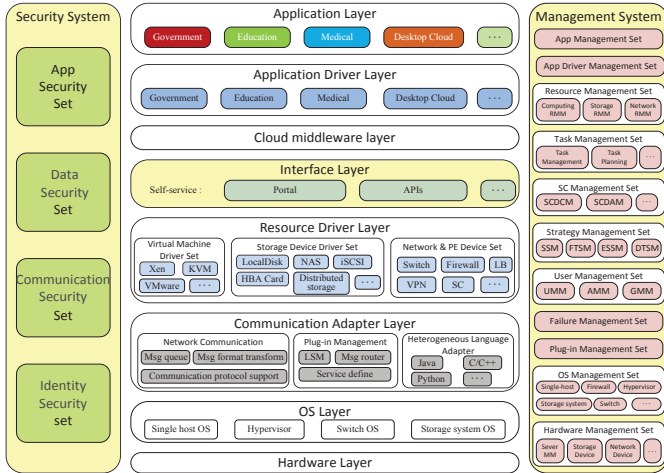 Security System
App
Security
Set
Data
Security
Set
Communication
Security
Set
Identity
Security
set
Application Layer
Government
Education
Medical
Desktop Cloud
...
Application Driver Layer
Government
Education
Medical
Desktop Cloud
...
Cloud middleware layer
Interface Layer
Self-service :
Portal
APIs
...
Resource Driver Layer
Virtual Machine
Driver Set
Xen
KVM
VMware
...
Storage Device Driver Set
LocalDisk
NAS
iSCSI
HBA Card
Distributed
storage
...
Network & PE Device Set
Switch
Firewall
LB
VPN
SC
...
Communication Adapter Layer
Network Communication
Msg queue
Msg format transform
Communication protocol support
Plug-in Management
LSM
Msg router
Service define
Heterogeneous Language
Adapter
Java
C/C++
Python
...
OS Layer
Single host OS
Hypervisor
Switch OS
Storage system OS
Hardware Layer
Management System
App Management Set
App Driver Management Set
Resource Management Set
Computing
RMM
Storage
RMM
Network
RMM
Task Management Set
Task
Management
Task
Planning
...
SC Management Set
SCDCM
SCDAM
...
Strategy Management Set
SSM
FTSM
ESSM
DTSM
User Management Set
UMM
AMM
GMM
Failure Management Set
Plug-in Management Set
OS Management Set
Single-host
Firewall
Hypervisor
Storage system
Switch
...
Hardware Management Set
Sever
MM
Storage
Device
Network
Device
...